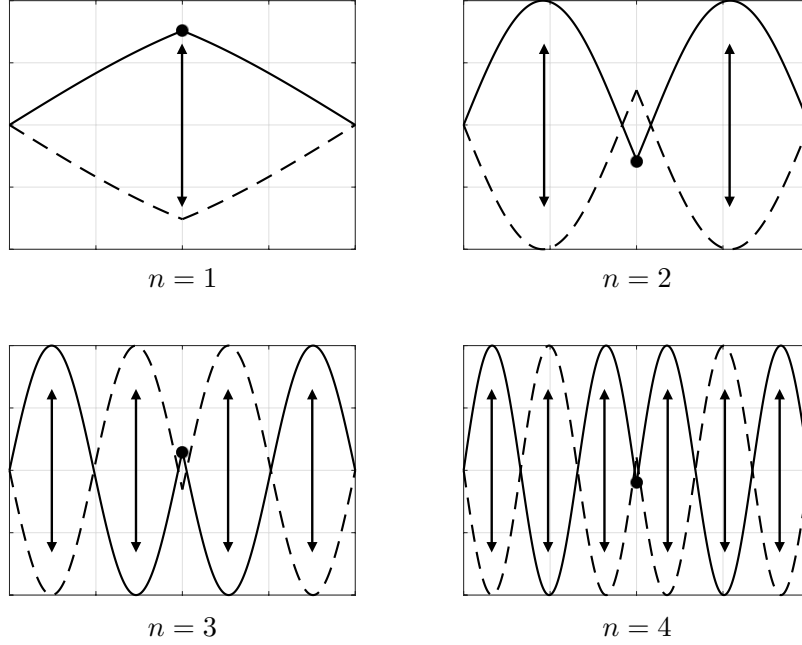 n = 1
n = 2
n = 3
n = 4